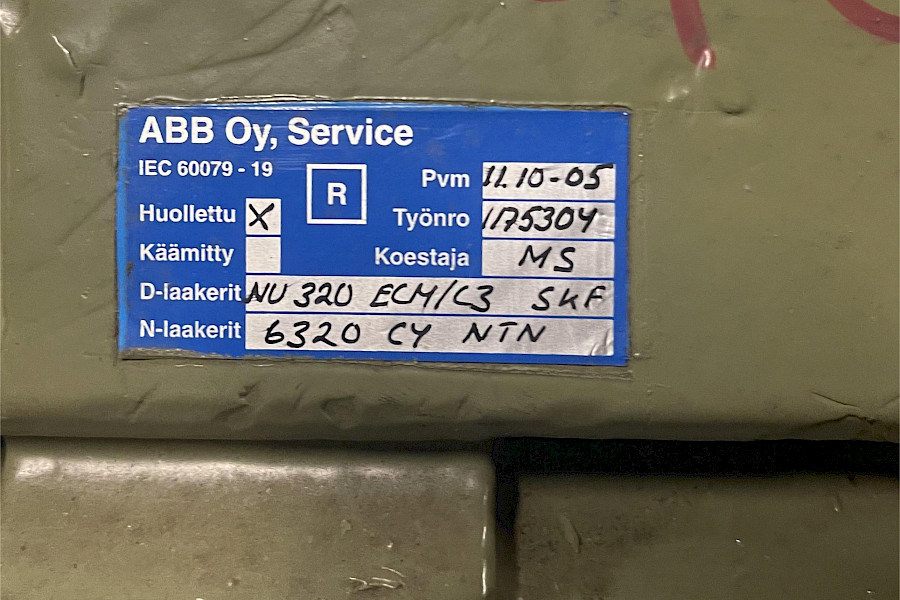 ABB Oy, Service
IEC 60079 - 19
R
Pvm 11.10-05
Huollettu X
Työnro 1175304
Käämitty
Koestaja MS
D-laakerit NU 320 ECM/C3 SKF
N-laakerit 6320 CY NTN